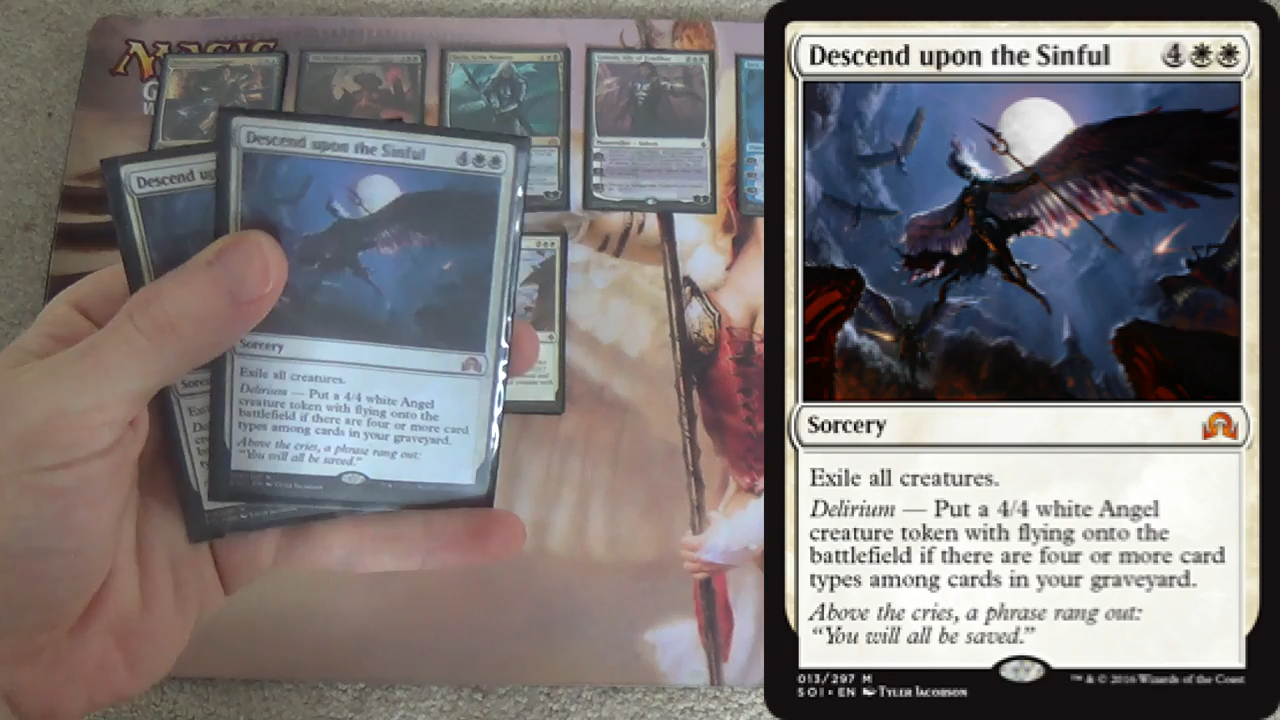 MAGIC
Descend upon the Sinful 4
Descend up
Sorcery
Exile all creatures.
Delirium — Put a 4/4 white Angel
creature token with flying onto the
battlefield if there are four or more card
types among cards in your graveyard.
Above the cries, a phrase rang out:
"You will all be saved."
Tyler Jacobson
Descend upon the Sinful 4
Sorcery
Exile all creatures.
Delirium — Put a 4/4 white Angel
creature token with flying onto the
battlefield if there are four or more card
types among cards in your graveyard.
Above the cries, a phrase rang out:
"You will all be saved."
013/297 M
SOI • EN Tyler Jacobson
™ & © 2016 Wizards of the Coast